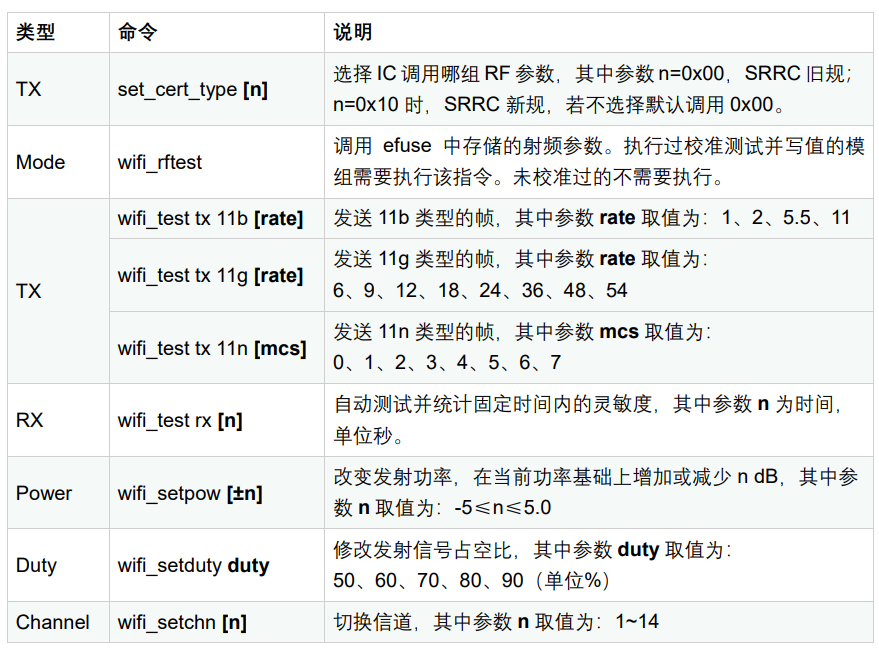 类型 命令 说明
TX set_cert_type [n] 选择 IC 调用哪组 RF 参数，其中参数 n=0x00，SRRC 旧规；
n=0x10 时，SRRC 新规，若不选择默认调用 0x00。
Mode wifi_rftest 调用 efuse 中存储的射频参数。执行过校准测试并写值的模
组需要执行该指令。未校准过的不需要执行。
TX
wifi_test tx 11b [rate] 发送 11b 类型的帧，其中参数 rate 取值为：1、2、5.5、11
wifi_test tx 11g [rate] 发送 11g 类型的帧，其中参数 rate 取值为：
6、9、12、18、24、36、48、54
wifi_test tx 11n [mcs] 发送 11n 类型的帧，其中参数 mcs 取值为：
0、1、2、3、4、5、6、7
RX wifi_test rx [n] 自动测试并统计固定时间内的灵敏度，其中参数 n 为时间，
单位秒。
Power wifi_setpow [±n] 改变发射功率，在当前功率基础上增加或减少 n dB，其中参
数 n 取值为：-5≤n≤5.0
Duty wifi_setduty duty 修改发射信号占空比，其中参数 duty 取值为：
50、60、70、80、90（单位%）
Channel wifi_setchn [n] 切换信道，其中参数 n 取值为：1~14